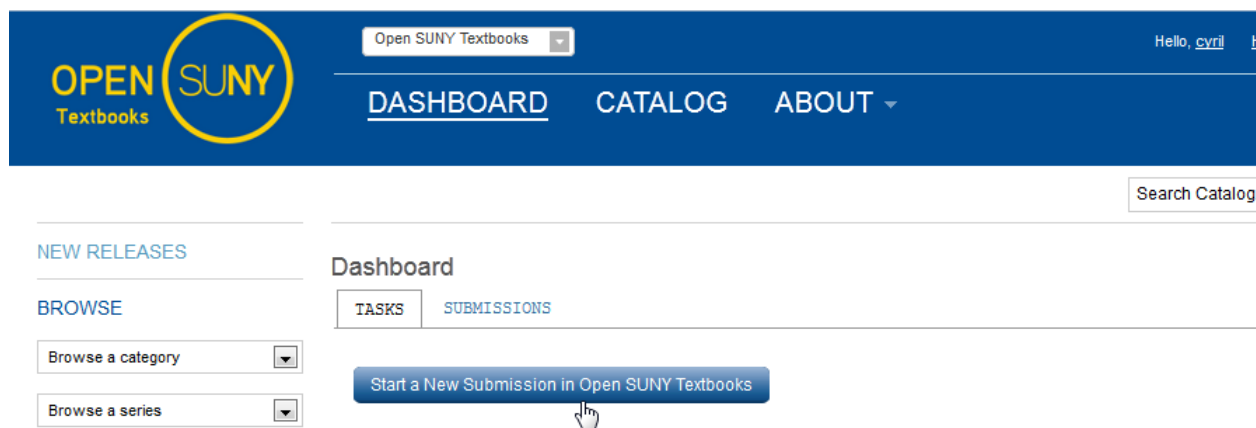 Open SUNY Textbooks
Hello, cyril
OPEN SUNY
Textbooks
DASHBOARD CATALOG ABOUT
Search Catalog
NEW RELEASES
Dashboard
BROWSE
TASKS SUBMISSIONS
Browse a category
Start a New Submission in Open SUNY Textbooks
Browse a series